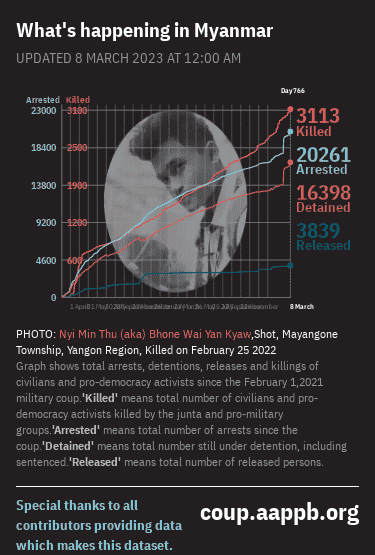 What's happening in Myanmar
UPDATED 8 MARCH 2023 AT 12:00 AM
Day766
Arrested Killed
23000 3100
18400 2500
13800 1900
9200 1200
4600 600
0
3113
Killed
20261
Arrested
16398
Detained
3839
Released
8 March
PHOTO: Nyi Min Thu (aka) Bhone Wai Yan Kyaw,Shot, Mayangone
Township, Yangon Region, Killed on February 25 2022
Graph shows total arrests, detentions, releases and killings of
civilians and pro-democracy activists since the February 1,2021
military coup.'Killed' means total number of civilians and pro-
democracy activists killed by the junta and pro-military
groups.'Arrested' means total number of arrests since the
coup.'Detained' means total number still under detention, including
sentenced.'Released' means total number of released persons.
Special thanks to all
contributors providing data
which makes this dataset.
coup.aappb.org